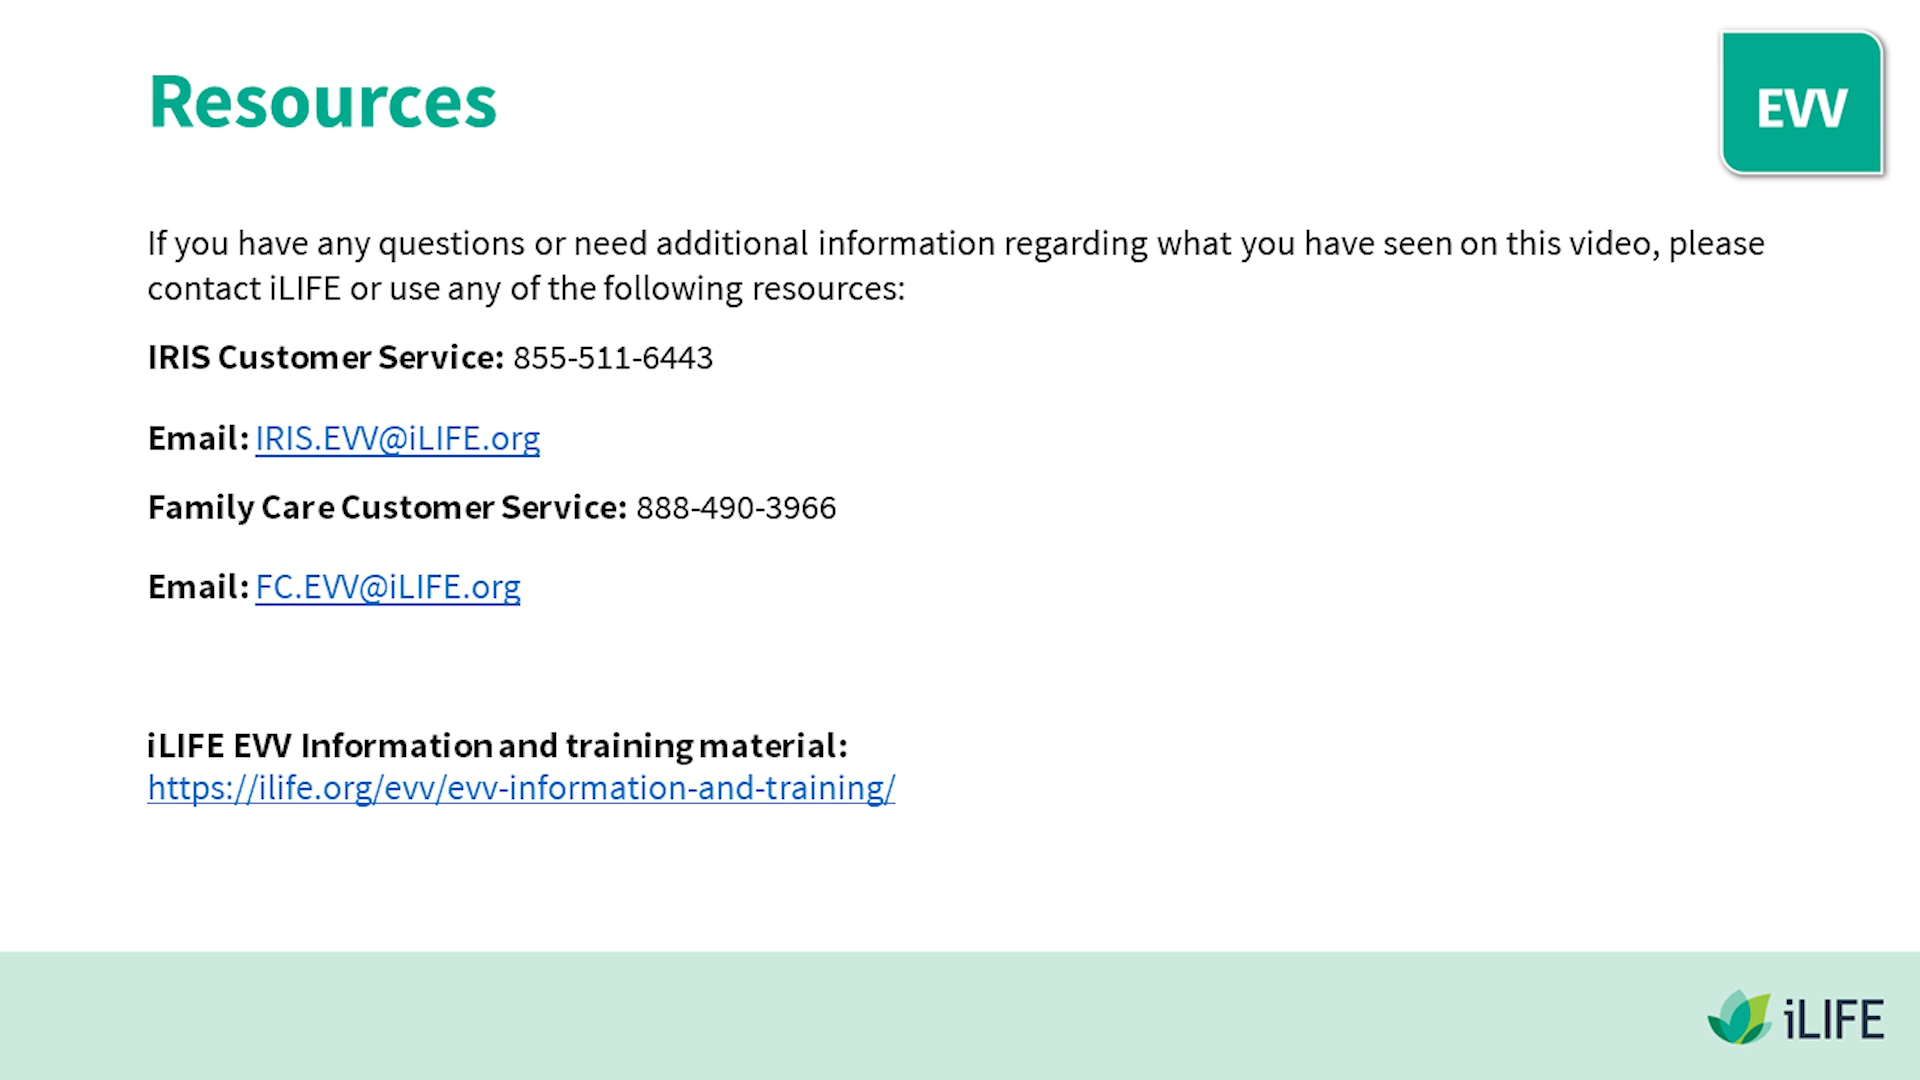 Resources
EVV
If you have any questions or need additional information regarding what you have seen on this video, please
contact iLIFE or use any of the following resources:
IRIS Customer Service: 855-511-6443
Email: IRIS.EVV@iLIFE.org
Family Care Customer Service: 888-490-3966
Email: FC.EVV@iLIFE.org
iLIFE EVV Information and training material:
https://ilife.org/evv/evv-information-and-training/
iLIFE